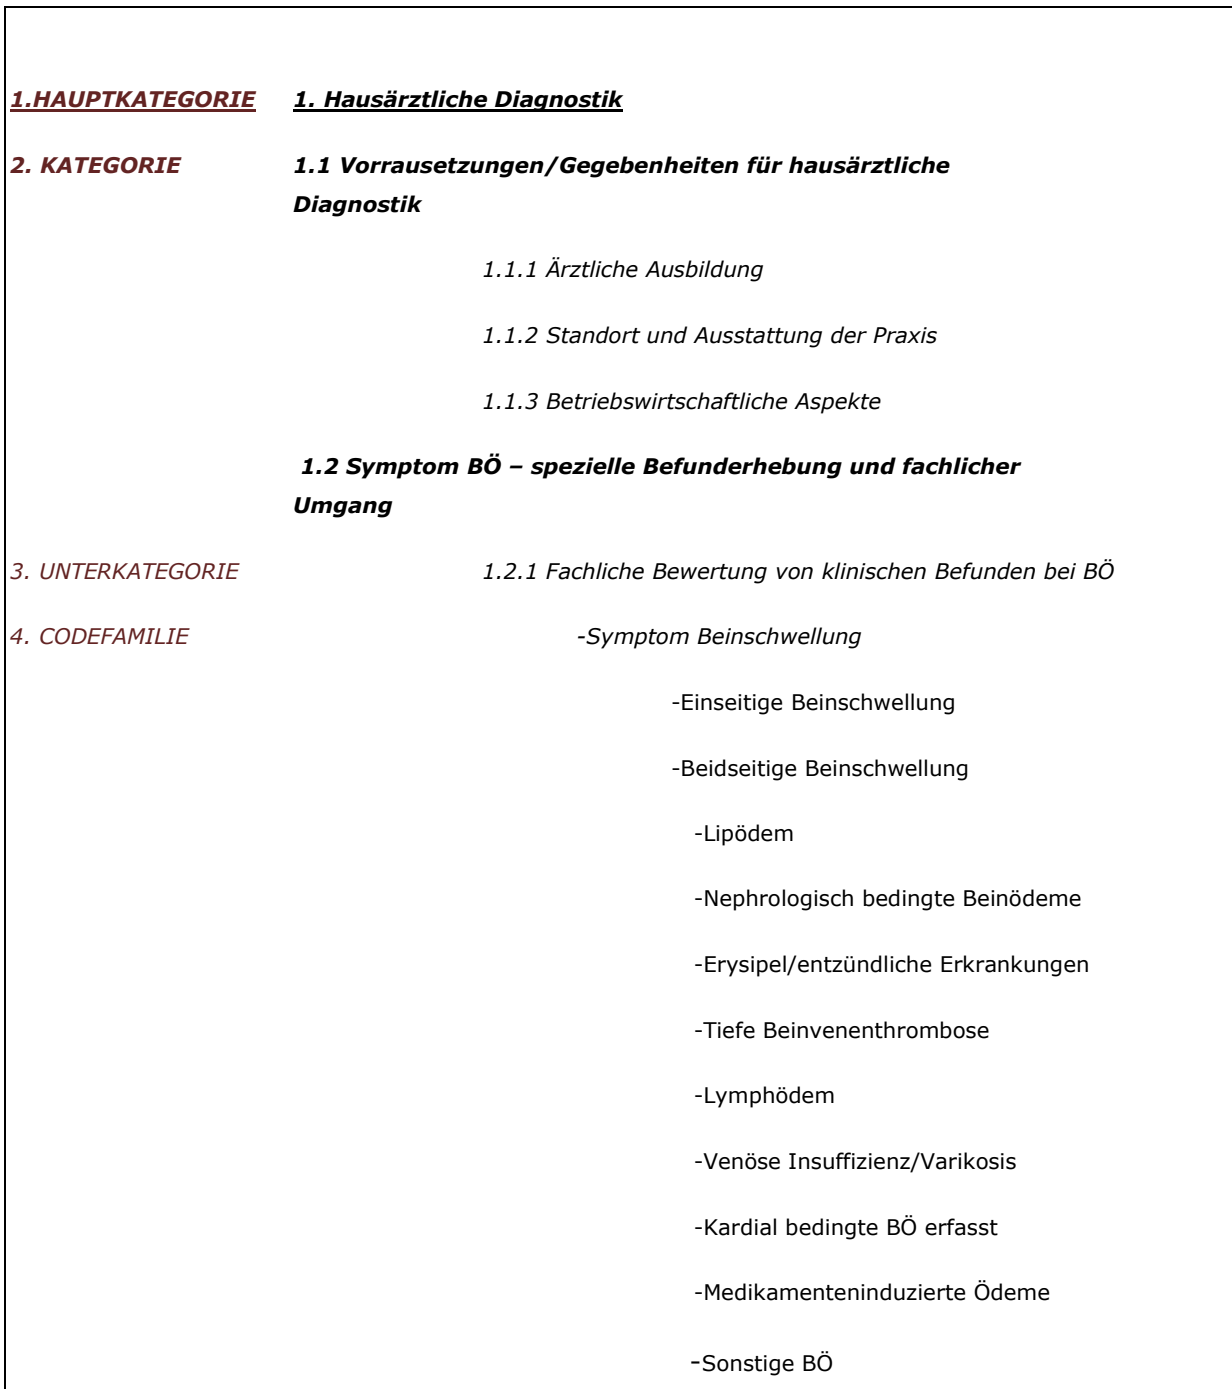 1.HAUPTKATEGORIE 1. Hausärztliche Diagnostik
2. KATEGORIE 1.1 Vorrausetzungen/Gegebenheiten für hausärztliche
Diagnostik
1.1.1 Ärztliche Ausbildung
1.1.2 Standort und Ausstattung der Praxis
1.1.3 Betriebswirtschaftliche Aspekte
1.2 Symptom BÖ – spezielle Befunderhebung und fachlicher
Umgang
3. UNTERKATEGORIE 1.2.1 Fachliche Bewertung von klinischen Befunden bei BÖ
4. CODEFAMILIE -Symptom Beinschwellung
-Einseitige Beinschwellung
-Beidseitige Beinschwellung
-Lipödem
-Nephrologisch bedingte Beinödeme
-Erysipel/entzündliche Erkrankungen
-Tiefe Beinvenenthrombose
-Lymphödem
-Venöse Insuffizienz/Varikosis
-Kardial bedingte BÖ erfasst
-Medikamenteninduzierte Ödeme
-Sonstige BÖ